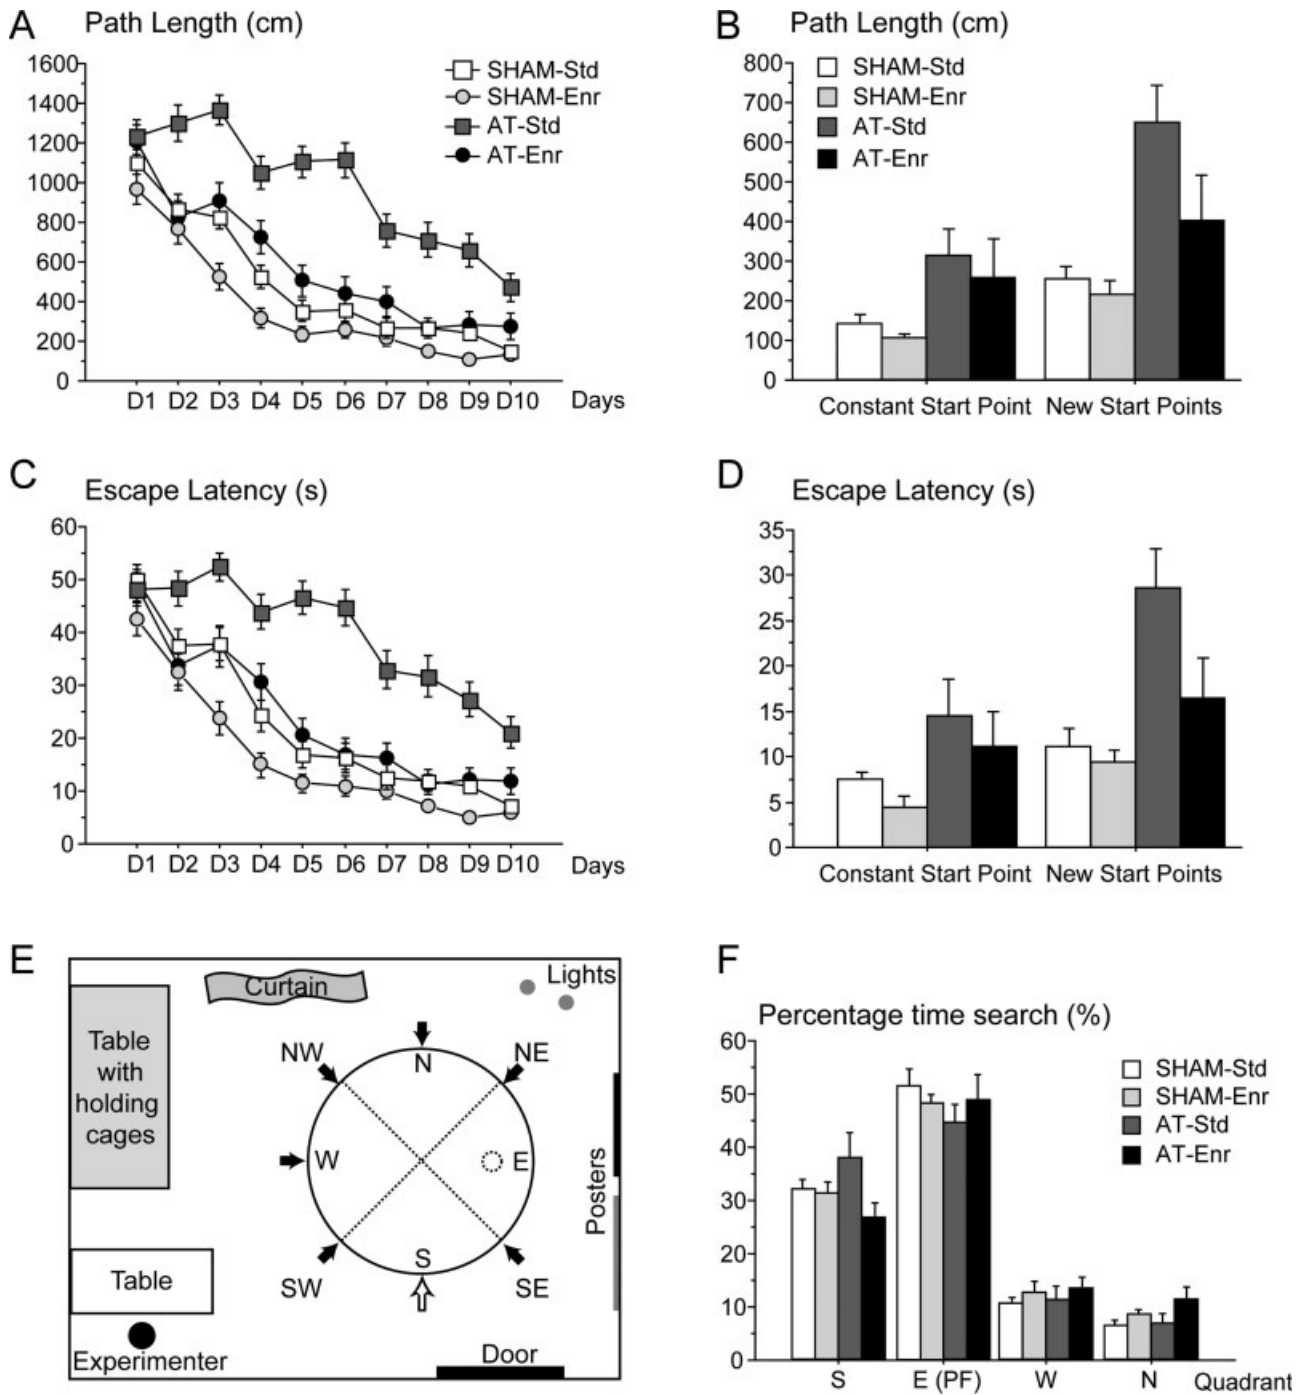 A
Path Length (cm)
1600
1400
1200
1000
800
600
400
200
0
SHAM-Std
SHAM-Enr
AT-Std
AT-Enr
D1 D2 D3 D4 D5 D6 D7 D8 D9 D10 Days
B
Path Length (cm)
800
700
600
500
400
300
200
100
0
SHAM-Std
SHAM-Enr
AT-Std
AT-Enr
Constant Start Point New Start Points
C
Escape Latency (s)
60
50
40
30
20
10
0
D1 D2 D3 D4 D5 D6 D7 D8 D9 D10 Days
D
Escape Latency (s)
35
30
25
20
15
10
5
0
Constant Start Point New Start Points
E
Curtain
Lights
Table
with
holding
cages
NW
N
NE
W
E
SW
S
SE
Posters
Table
Experimenter
Door
F
Percentage time search (%)
60
50
40
30
20
10
0
SHAM-Std
SHAM-Enr
AT-Std
AT-Enr
S E (PF) W N Quadrant